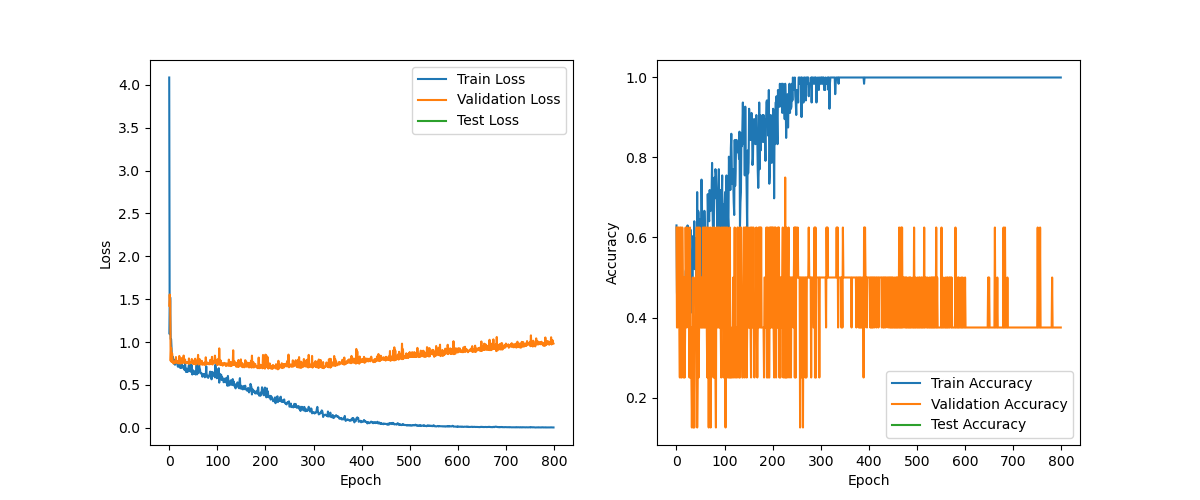 4.0
3.5
3.0
2.5
2.0
1.5
1.0
0.5
0.0
Loss
0 100 200 300 400 500 600 700 800
Epoch
Train Loss
Validation Loss
Test Loss
1.0
0.8
0.6
0.4
0.2
Accuracy
0 100 200 300 400 500 600 700 800
Epoch
Train Accuracy
Validation Accuracy
Test Accuracy